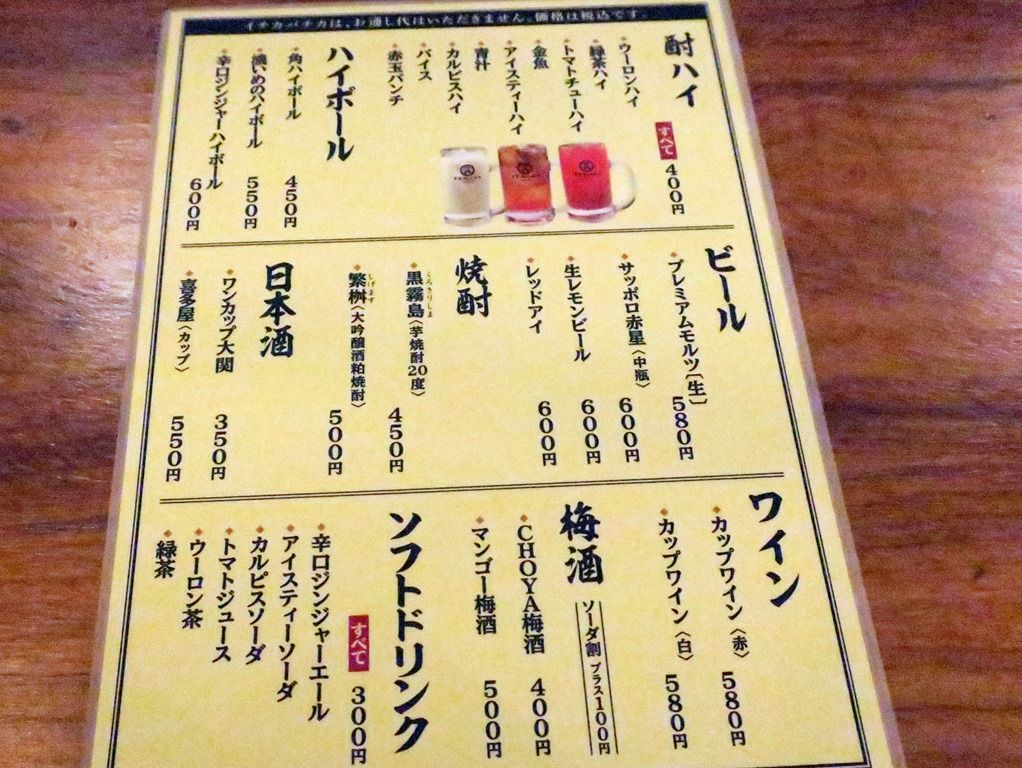 イチカバチカは、お通し代はいただきません。価格は税込です。
酎ハイ
すべて 400円
ウーロンハイ
緑茶ハイ
トマトチューハイ
金魚
アイスティーハイ
青汁
カルピスハイ
バイス
赤玉パンチ
ハイボール
角ハイボール 450円
濃いめのハイボール 550円
辛口ジンジャーハイボール 600円
ビール
プレミアムモルツ〔生〕 580円
サッポロ赤星〈中瓶〉 600円
生レモンビール 600円
レッドアイ 600円
焼酎
くろきりしま
黒霧島〈芋焼酎20度〉 450円
しげます
繁桝〈大吟醸酒粕焼酎〉 500円
日本酒
ワンカップ大関 350円
喜多屋〈カップ〉 550円
ワイン
カップワイン〈赤〉 580円
カップワイン〈白〉 580円
梅酒
ソーダ割 プラス100円
CHOYA梅酒 400円
マンゴー梅酒 500円
ソフトドリンク
すべて 300円
辛口ジンジャーエール
アイスティーソーダ
カルピスソーダ
トマトジュース
ウーロン茶
緑茶